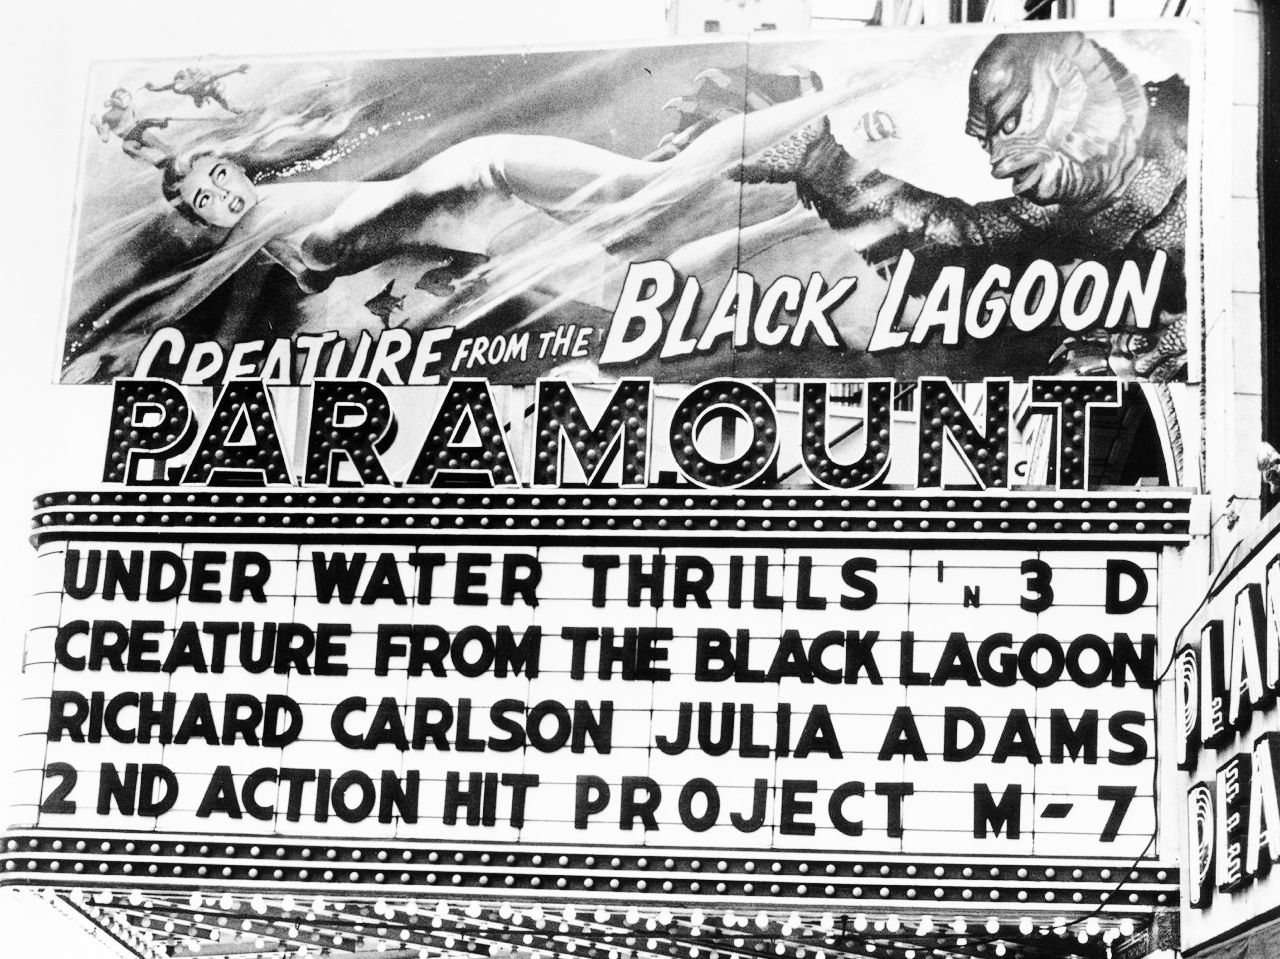 CREATURE FROM THE BLACK LAGOON
PARAMOUNT
UNDER WATER THRILLS IN 3 D
CREATURE FROM THE BLACK LAGOON
RICHARD CARLSON JULIA ADAMS
2 ND ACTION HIT PROJECT M-7